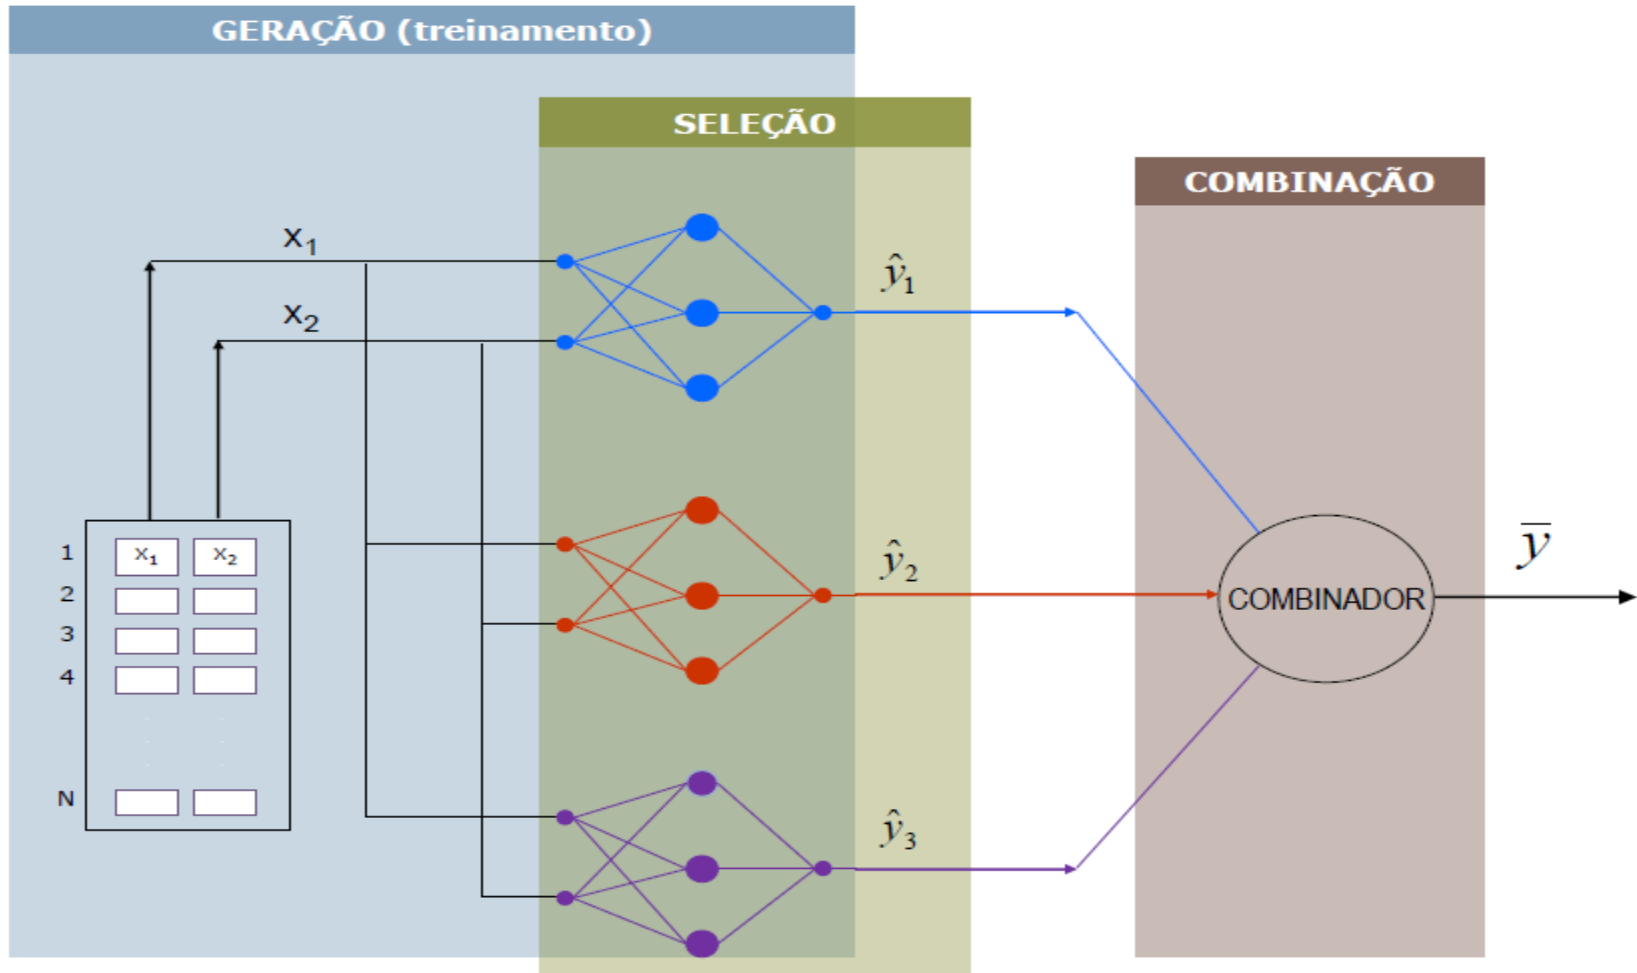 GERAÇÃO (treinamento)
SELEÇÃO
COMBINAÇÃO
x₁
x₂
ŷ₁
ŷ₂
ŷ₃
1 x₁ x₂
2
3
4
N
COMBINADOR
y̅